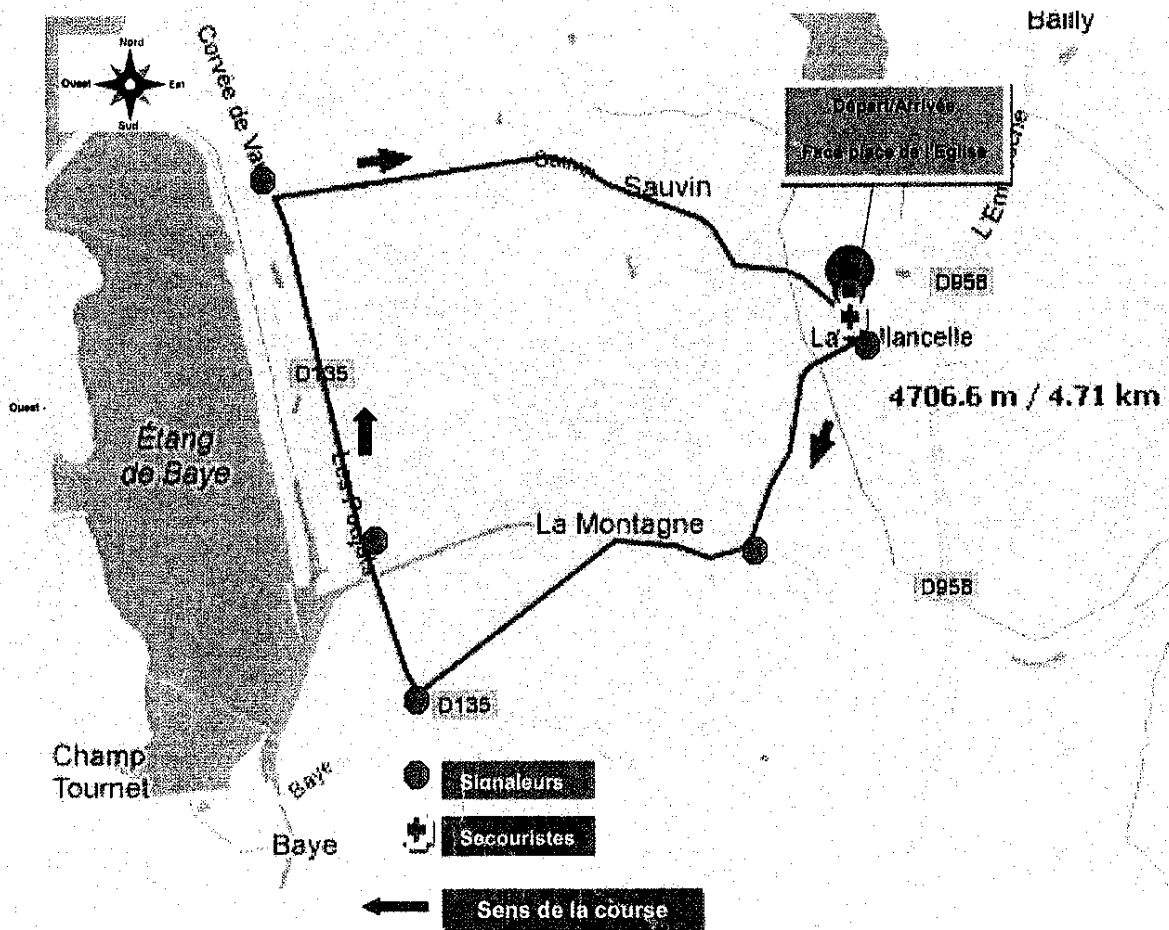 Bailly
Nord
Ouest
Est
Sud
Corvée de
Départ/Arrivée
Face place de l'Eglise
Sauvin
D958
La
llancelle
4706.6 m / 4.71 km
D135
Ouest
Étang
de Baye
La Montagne
D958
D135
Champ
Tournet
Baye
Baye
Signaleurs
Secouristes
Sens de la course